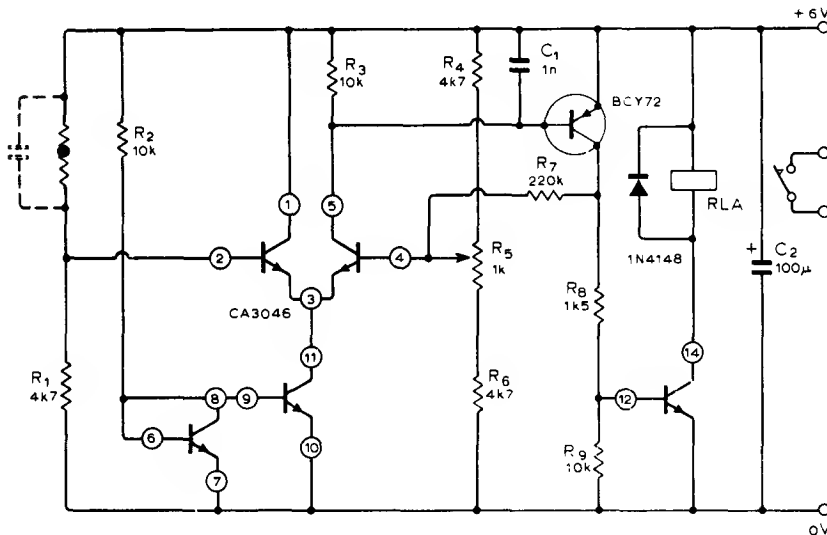 +6V
R3
10k
R4
4k7
C1
1n
BCY72
R2
10k
R7
220k
RLA
1
5
2
4
R5
1k
1N4148
+
C2
100μ
3
CA3046
R8
1k5
11
14
R1
4k7
R6
4k7
8
9
12
6
10
R9
10k
7
0V